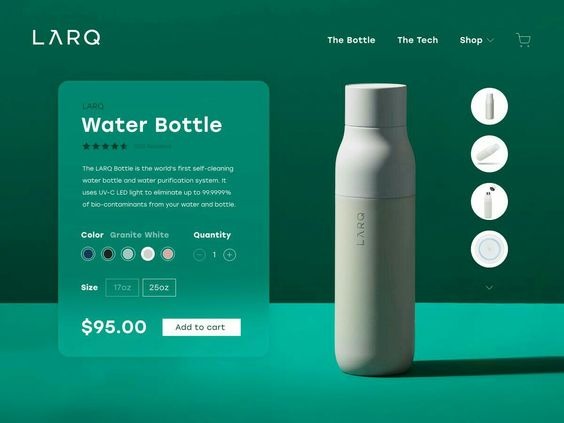 LARQ
The Bottle
The Tech
Shop
LARQ
Water Bottle
The LARQ Bottle is the world's first self-cleaning
water bottle and water purification system. It
uses UV-C LED light to eliminate up to 99.9999%
of bio-contaminants from your water and bottle.
Color Granite White
Quantity
1
Size
17oz
25oz
$95.00
Add to cart
LARQ